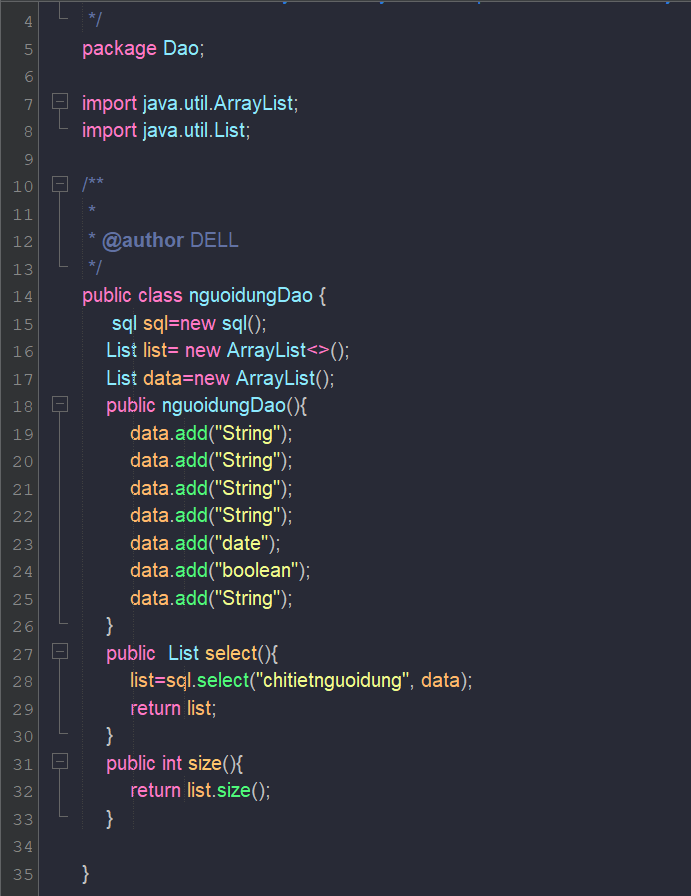 4 */
5 package Dao;
6
7 import java.util.ArrayList;
8 import java.util.List;
9
10 /**
11 *
12 * @author DELL
13 */
14 public class nguoidungDao {
15 sql sql=new sql();
16 List list= new ArrayList<>();
17 List data=new ArrayList();
18 public nguoidungDao(){
19 data.add("String");
20 data.add("String");
21 data.add("String");
22 data.add("String");
23 data.add("date");
24 data.add("boolean");
25 data.add("String");
26 }
27 public  List select(){
28 list=sql.select("chitietnguoidung", data);
29 return list;
30 }
31 public int size(){
32 return list.size();
33 }
34
35 }